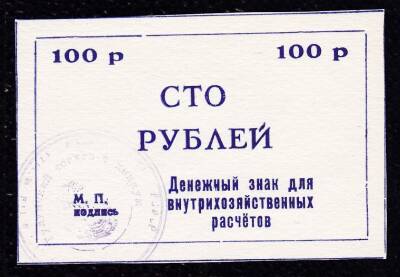 100 р 100 р
СТО
РУБЛЕЙ
Денежный знак для
внутрихозяйственных
расчётов
М. П.
подпись